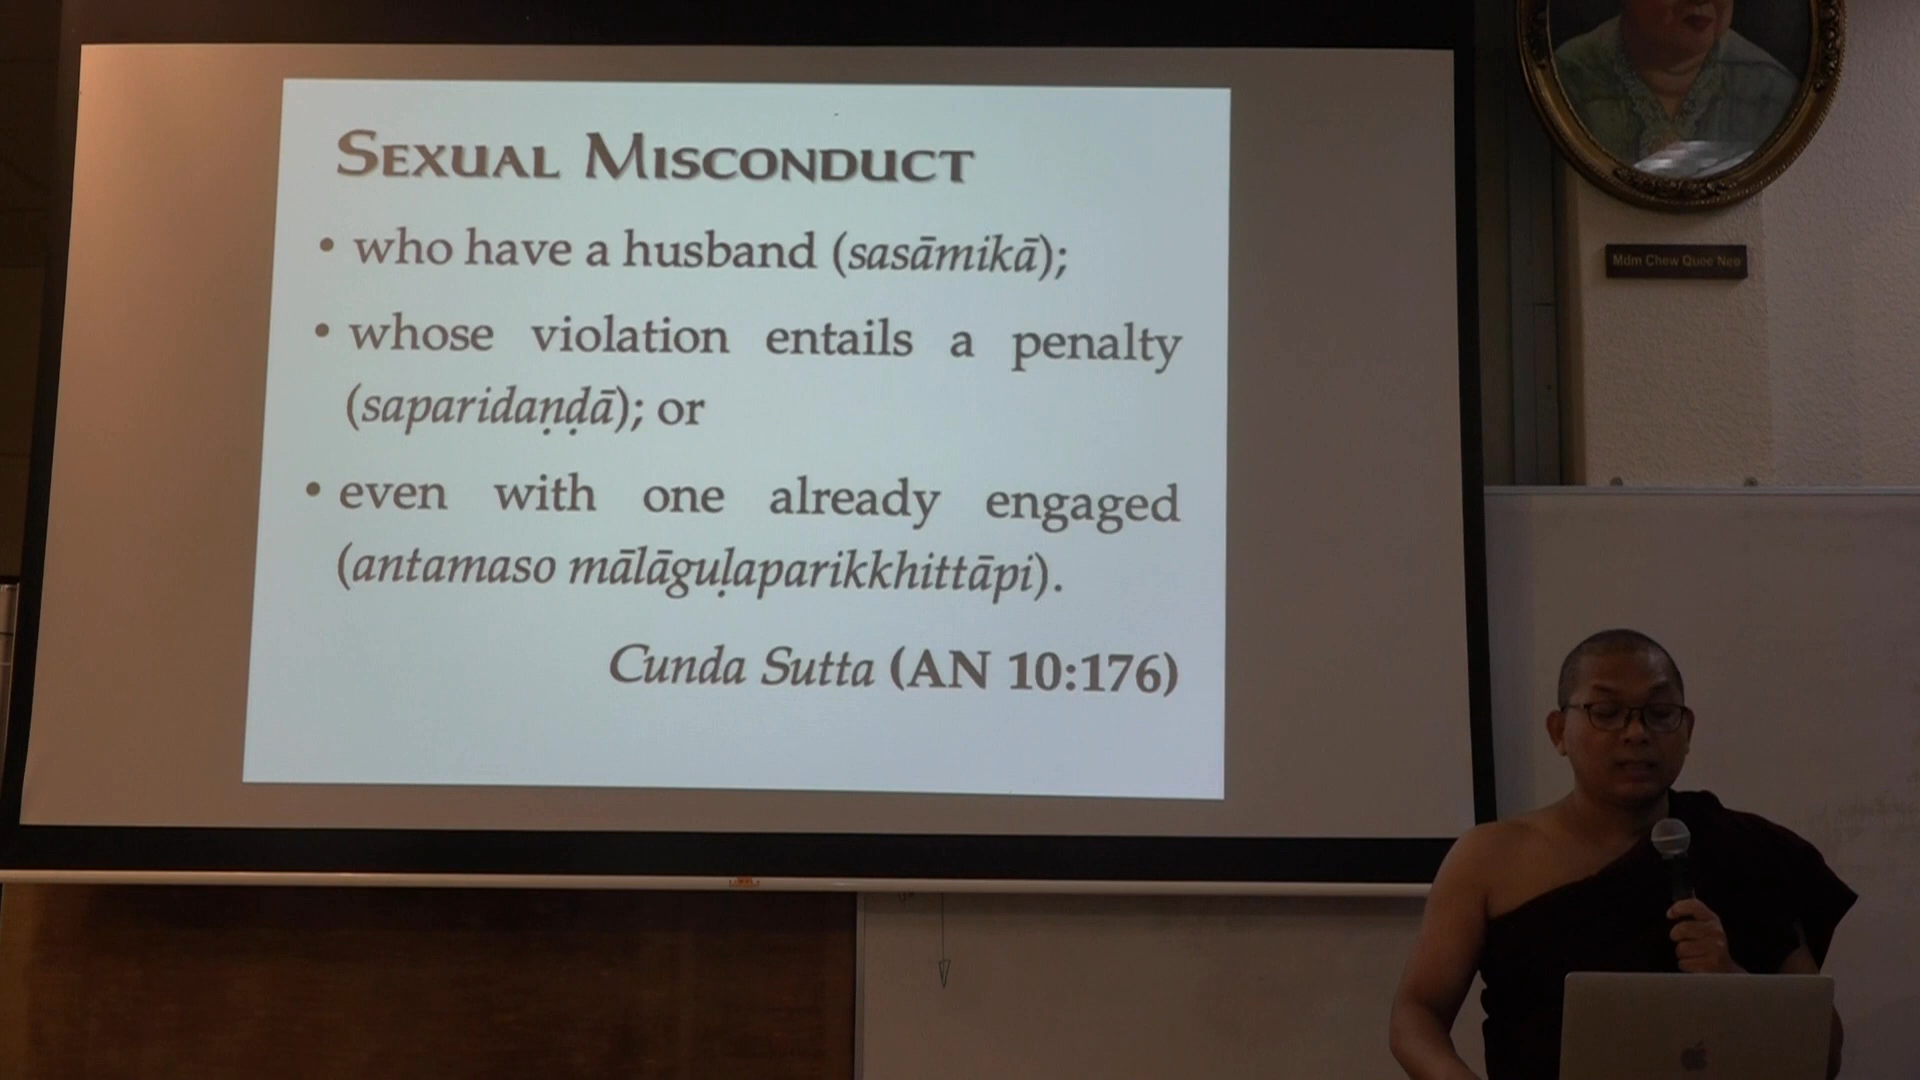 SEXUAL MISCONDUCT
• who have a husband (sasāmikā);
• whose violation entails a penalty
(saparidaṇḍā); or
• even with one already engaged
(antamaso mālāguḷaparikkhittāpi).
Cunda Sutta (AN 10:176)
Mdm Chew Quee Neo